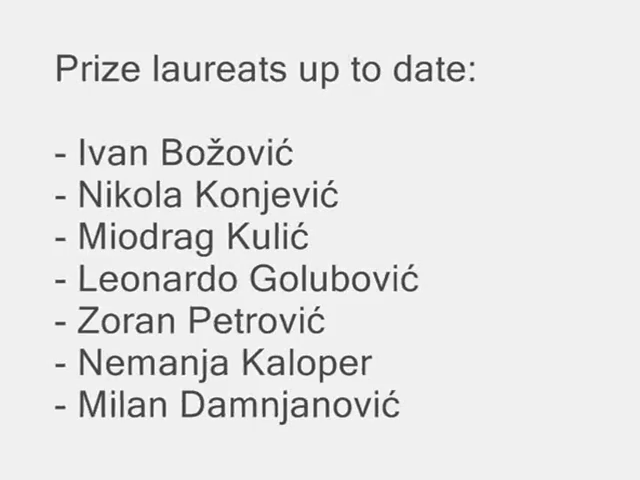 Prize laureats up to date:
- Ivan Božović
- Nikola Konjević
- Miodrag Kulić
- Leonardo Golubović
- Zoran Petrović
- Nemanja Kaloper
- Milan Damnjanović